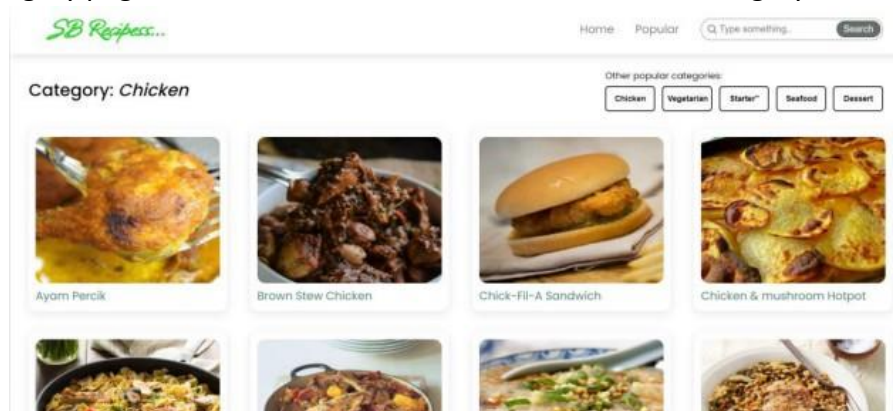 SB Recipess...
Home Popular Type something.. Search
Category: Chicken
Other popular categories:
Chicken Vegetarian Starter" Seafood Dessert
Ayam Percik Brown Stew Chicken Chick-Fil-A Sandwich Chicken & mushroom Hotpot